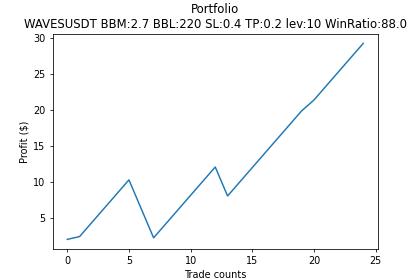 Portfolio
WAVESUSDT BBM:2.7 BBL:220 SL:0.4 TP:0.2 lev:10 WinRatio:88.0
30
25
20
15
10
5
Profit ($)
0 5 10 15 20 25
Trade counts